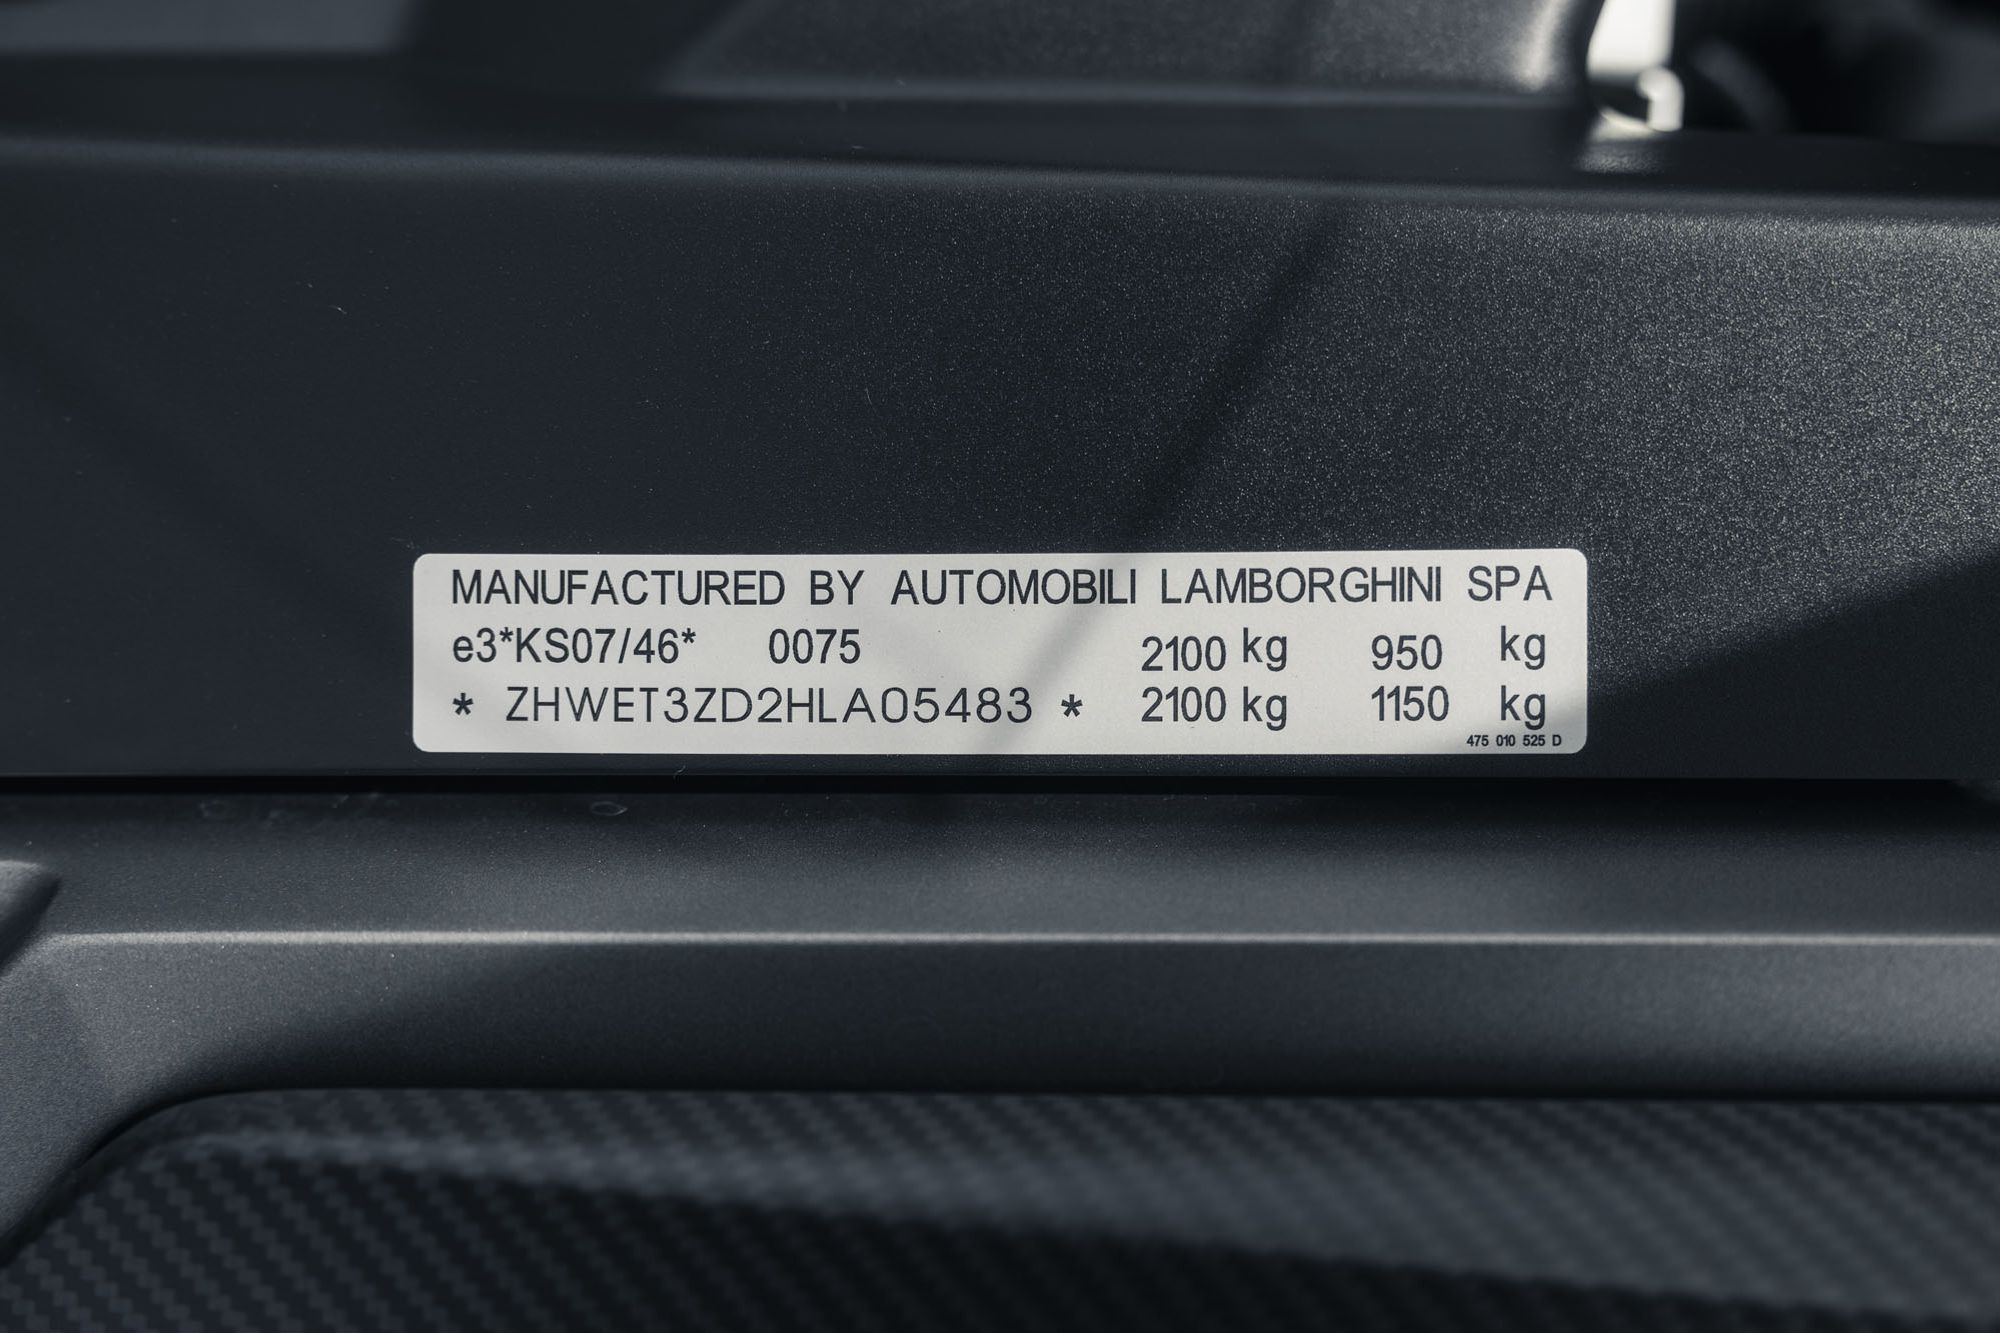 MANUFACTURED BY AUTOMOBILI LAMBORGHINI SPA
e3*KS07/46* 0075 2100 kg 950 kg
* ZHWET3ZD2HLA05483 * 2100 kg 1150 kg
475 010 525 D